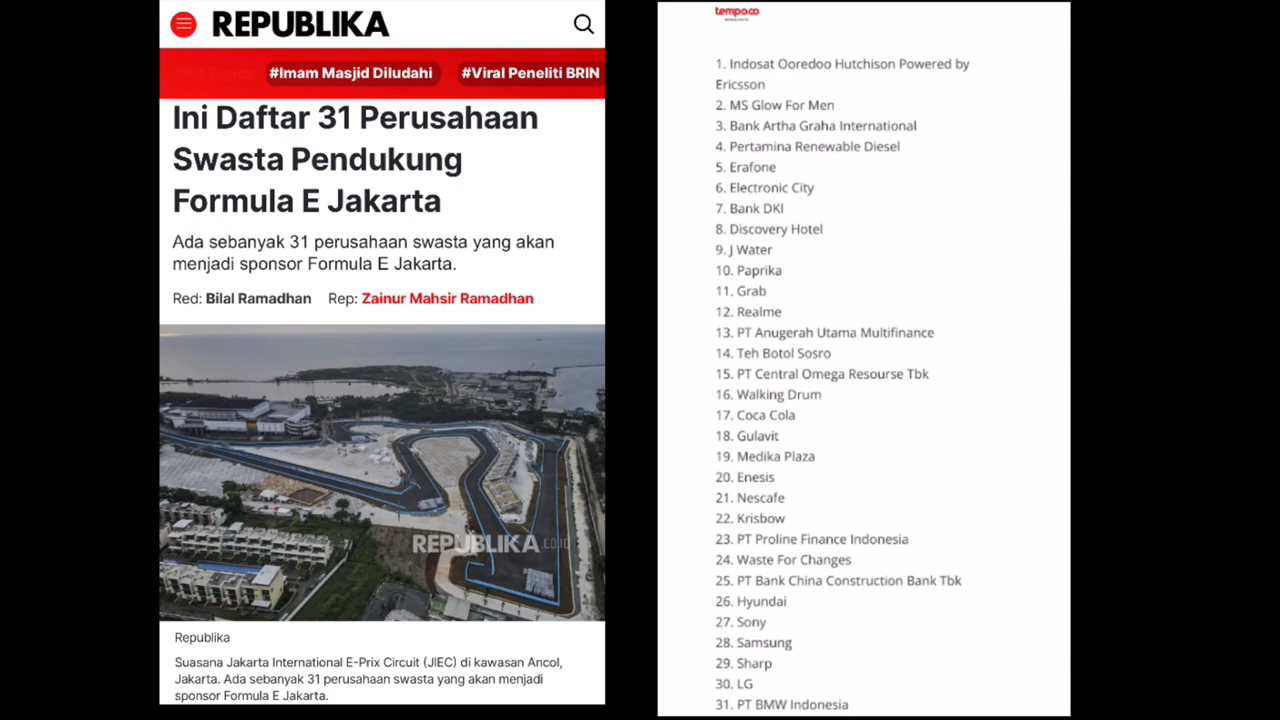 REPUBLIKA
#Imam Masjid Diludahi
#Viral Peneliti BRIN
Ini Daftar 31 Perusahaan
Swasta Pendukung
Formula E Jakarta
Ada sebanyak 31 perusahaan swasta yang akan
menjadi sponsor Formula E Jakarta.
Red: Bilal Ramadhan Rep: Zainur Mahsir Ramadhan
REPUBLIKA.co.id
Republika
Suasana Jakarta International E-Prix Circuit (JIEC) di kawasan Ancol,
Jakarta. Ada sebanyak 31 perusahaan swasta yang akan menjadi
sponsor Formula E Jakarta.
tempo.co
1. Indosat Ooredoo Hutchison Powered by
Ericsson
2. MS Glow For Men
3. Bank Artha Graha International
4. Pertamina Renewable Diesel
5. Erafone
6. Electronic City
7. Bank DKI
8. Discovery Hotel
9. J Water
10. Paprika
11. Grab
12. Realme
13. PT Anugerah Utama Multifinance
14. Teh Botol Sosro
15. PT Central Omega Resourse Tbk
16. Walking Drum
17. Coca Cola
18. Gulavit
19. Medika Plaza
20. Enesis
21. Nescafe
22. Krisbow
23. PT Proline Finance Indonesia
24. Waste For Changes
25. PT Bank China Construction Bank Tbk
26. Hyundai
27. Sony
28. Samsung
29. Sharp
30. LG
31. PT BMW Indonesia